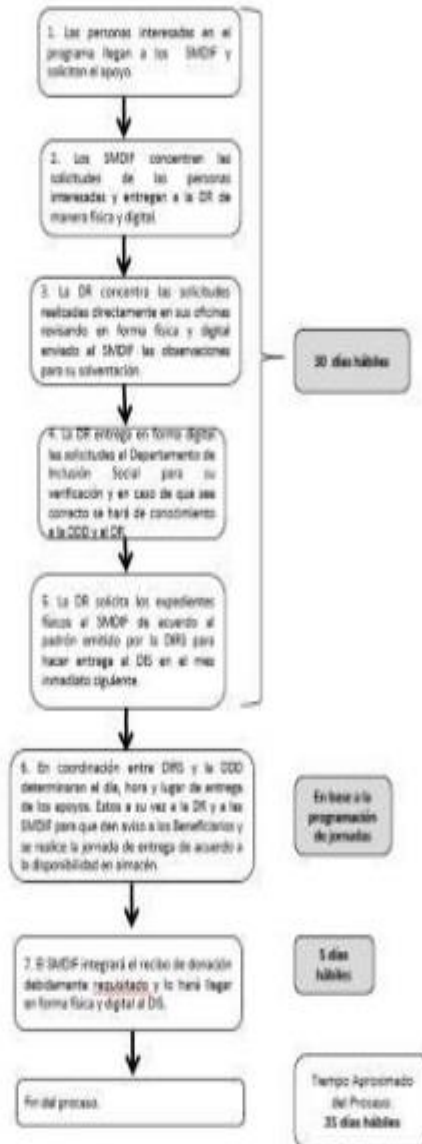 1. Las personas interesadas en el
programa llegan a los SMDIF y
solicitan el apoyo.
2. Los SMDIF concentran las
solicitudes de las personas
interesadas y entregan a la DR de
manera física y digital.
3. La DR concentra las solicitudes
realizadas directamente en sus oficinas
revisando en forma física y digital
enviado al SMDIF las observaciones
para su solventación.
30 días hábiles
4. La DR entrega en forma digital
las solicitudes al Departamento de
Inclusión Social para su
verificación y en caso de que sea
correcto se hará de conocimiento
a la DDD y el DR.
5. La DR solicita los expedientes
físicos al SMDIF de acuerdo al
padrón emitido por la DIRS para
hacer entrega al DIS en el mes
inmediato siguiente.
6. En coordinación entre DIRS y la DDD
determinaran el día, hora y lugar de entrega
de los apoyos. Estos a su vez a la DR y a los
SMDIF para que den aviso a los Beneficiarios y
se realice la jornada de entrega de acuerdo a
la disponibilidad en almacén.
En base a la
programación
de jornadas
7. El SMDIF integrará el recibo de donación
debidamente requisitado y lo hará llegar
en forma física y digital al DIS.
5 días
hábiles
Fin del proceso.
Tiempo Aproximado
del Proceso:
35 días hábiles